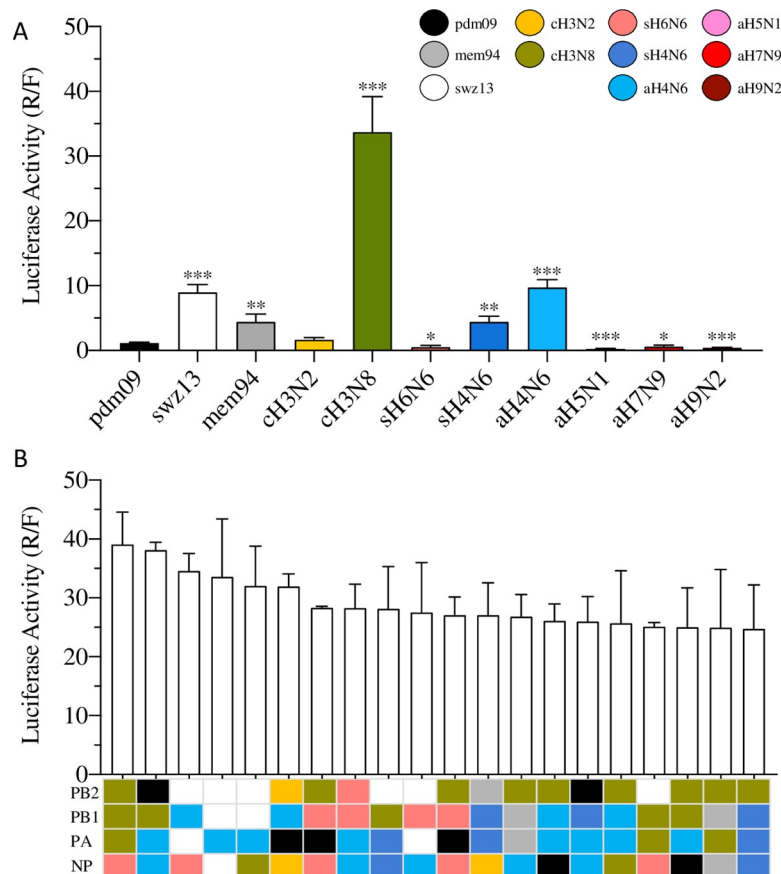 A
50
40
30
20
10
0
Luciferase Activity (R/F)
pdm09 cH3N2 sH6N6 aH5N1
mem94 cH3N8 sH4N6 aH7N9
swz13 aH4N6 aH9N2
*** ** *** * ** *** *** * ***
pdm09 swz13 mem94 cH3N2 cH3N8 sH6N6 sH4N6 aH4N6 aH5N1 aH7N9 aH9N2
B
50
40
30
20
10
0
Luciferase Activity (R/F)
PB2
PB1
PA
NP